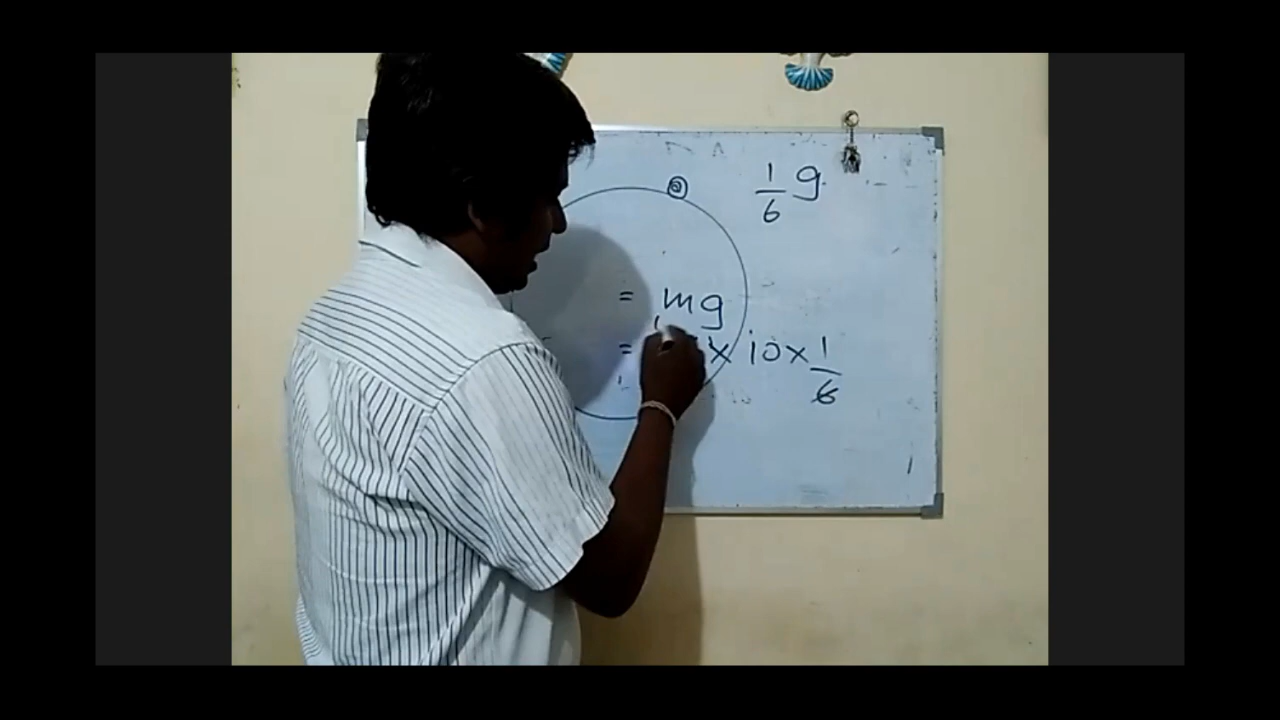 1/6 g
= mg
= x 10 x 1/6